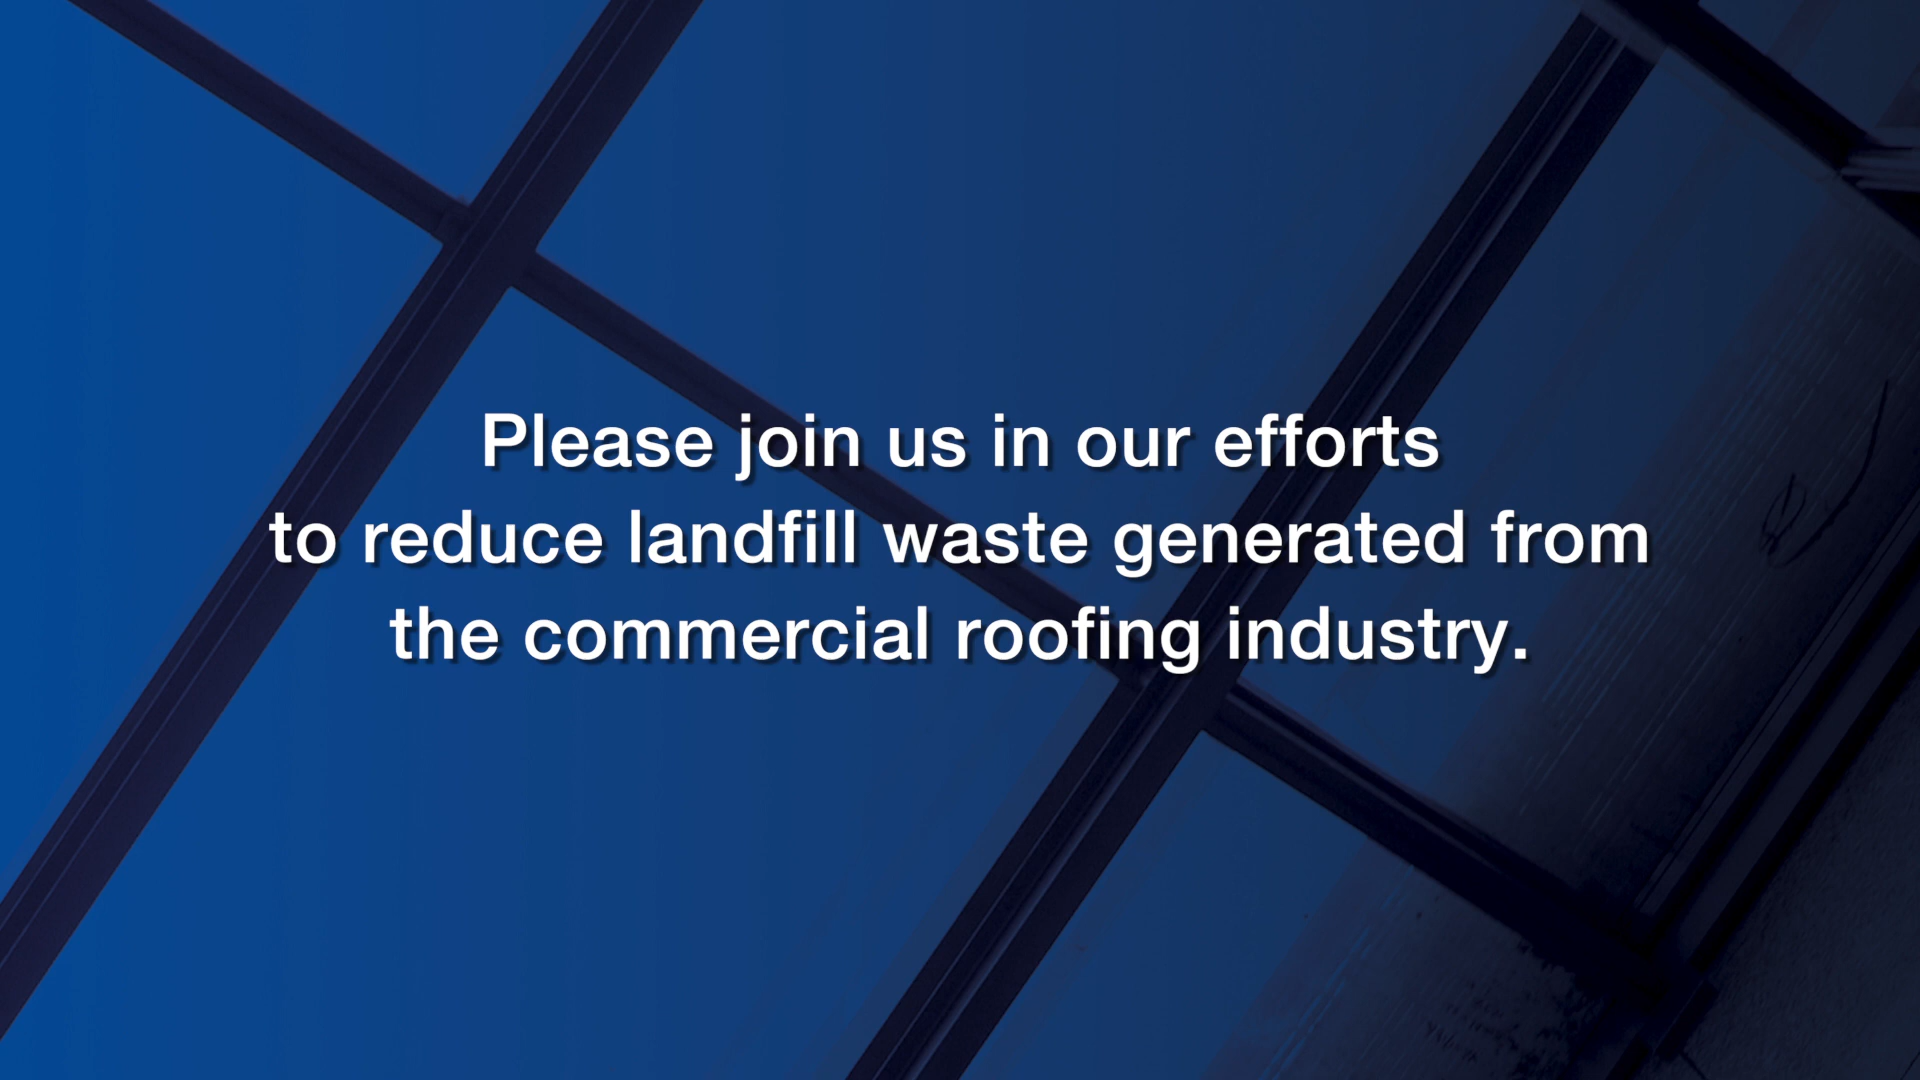 Please join us in our efforts
to reduce landfill waste generated from
the commercial roofing industry.